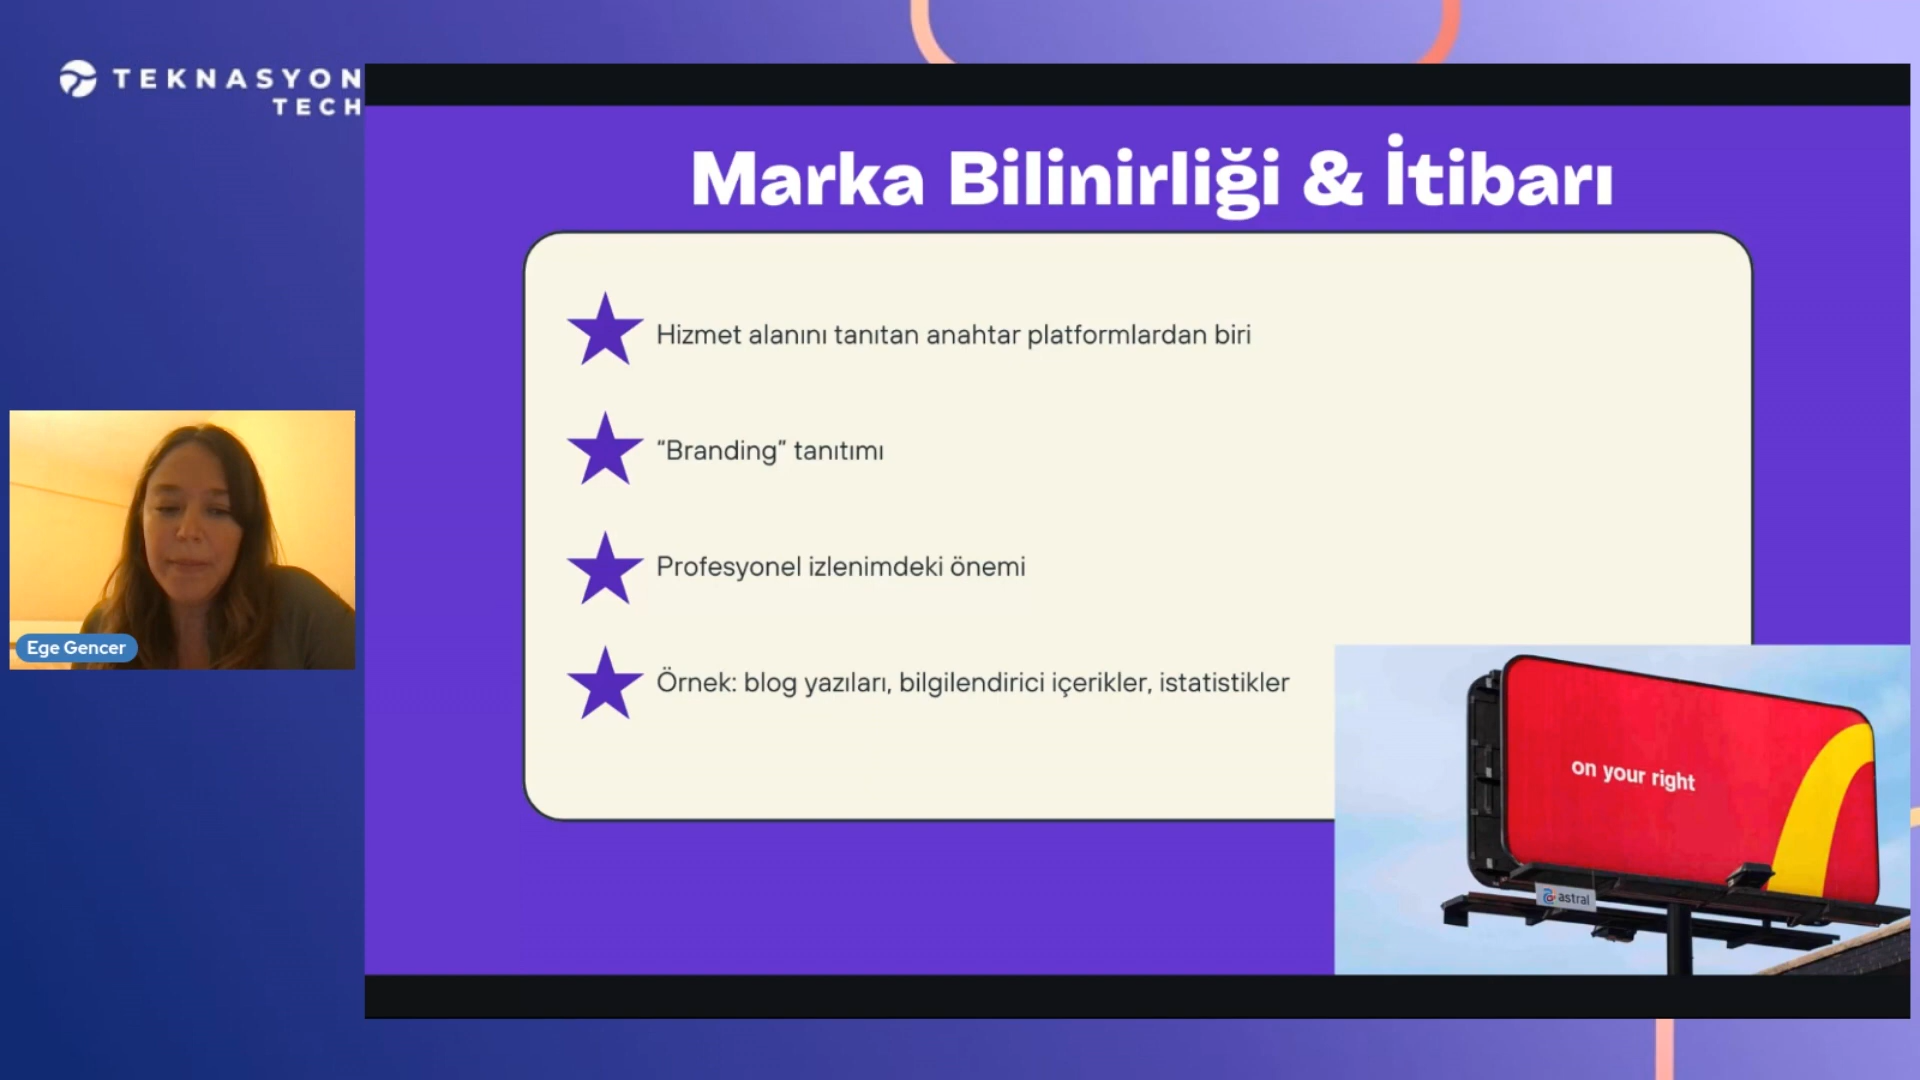 TEKNASYON
TECH
Marka Bilinirliği & İtibarı
Hizmet alanını tanıtan anahtar platformlardan biri
“Branding” tanıtımı
Profesyonel izlenimdeki önemi
Örnek: blog yazıları, bilgilendirici içerikler, istatistikler
Ege Gencer
on your right
astral